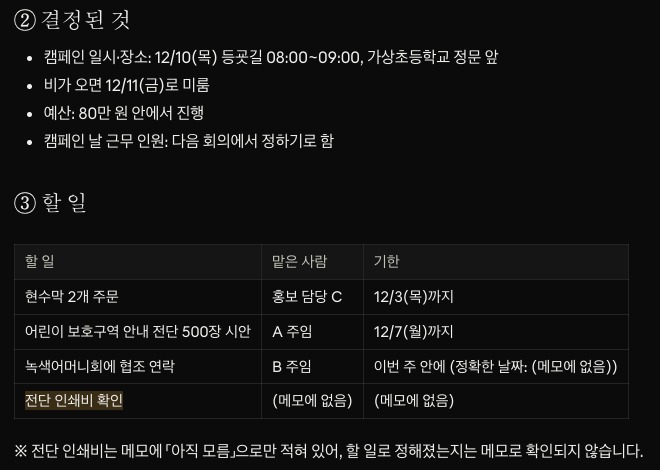 ② 결정된 것
• 캠페인 일시·장소: 12/10(목) 등굣길 08:00~09:00, 가상초등학교 정문 앞
• 비가 오면 12/11(금)로 미룸
• 예산: 80만 원 안에서 진행
• 캠페인 날 근무 인원: 다음 회의에서 정하기로 함
③ 할 일
할 일 맡은 사람 기한
현수막 2개 주문 홍보 담당 C 12/3(목)까지
어린이 보호구역 안내 전단 500장 시안 A 주임 12/7(월)까지
녹색어머니회에 협조 연락 B 주임 이번 주 안에 (정확한 날짜: (메모에 없음))
전단 인쇄비 확인 (메모에 없음) (메모에 없음)
※ 전단 인쇄비는 메모에 「아직 모름」으로만 적혀 있어, 할 일로 정해졌는지는 메모로 확인되지 않습니다.